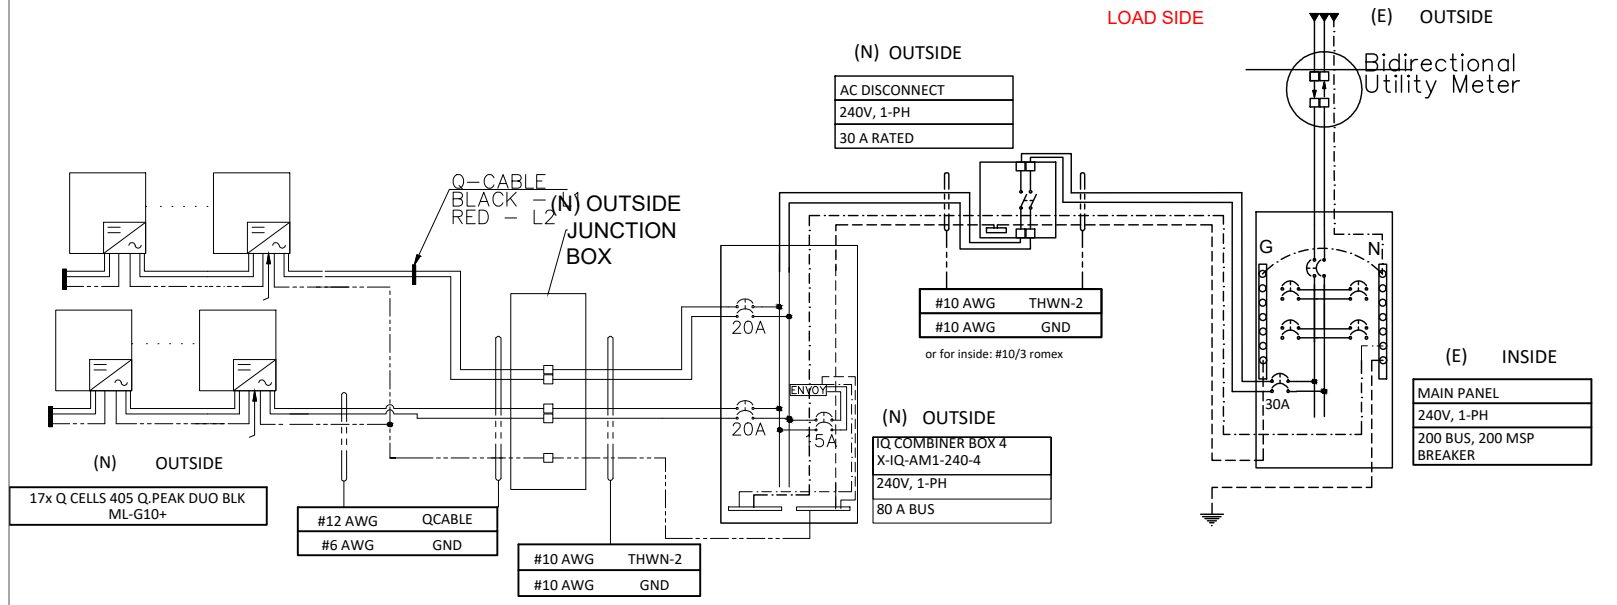 LOAD SIDE
(E) OUTSIDE
Bidirectional
Utility Meter
(N) OUTSIDE
AC DISCONNECT
240V, 1-PH
30 A RATED
Q-CABLE
BLACK - L1
RED - L2
(N) OUTSIDE
JUNCTION
BOX
G
N
20A
#10 AWG THWN-2
#10 AWG GND
or for inside: #10/3 romex
ENVOY
20A
15A
30A
(E) INSIDE
MAIN PANEL
240V, 1-PH
200 BUS, 200 MSP
BREAKER
(N) OUTSIDE
IQ COMBINER BOX 4
X-IQ-AM1-240-4
240V, 1-PH
80 A BUS
(N) OUTSIDE
17x Q CELLS 405 Q.PEAK DUO BLK
ML-G10+
#12 AWG QCABLE
#6 AWG GND
#10 AWG THWN-2
#10 AWG GND